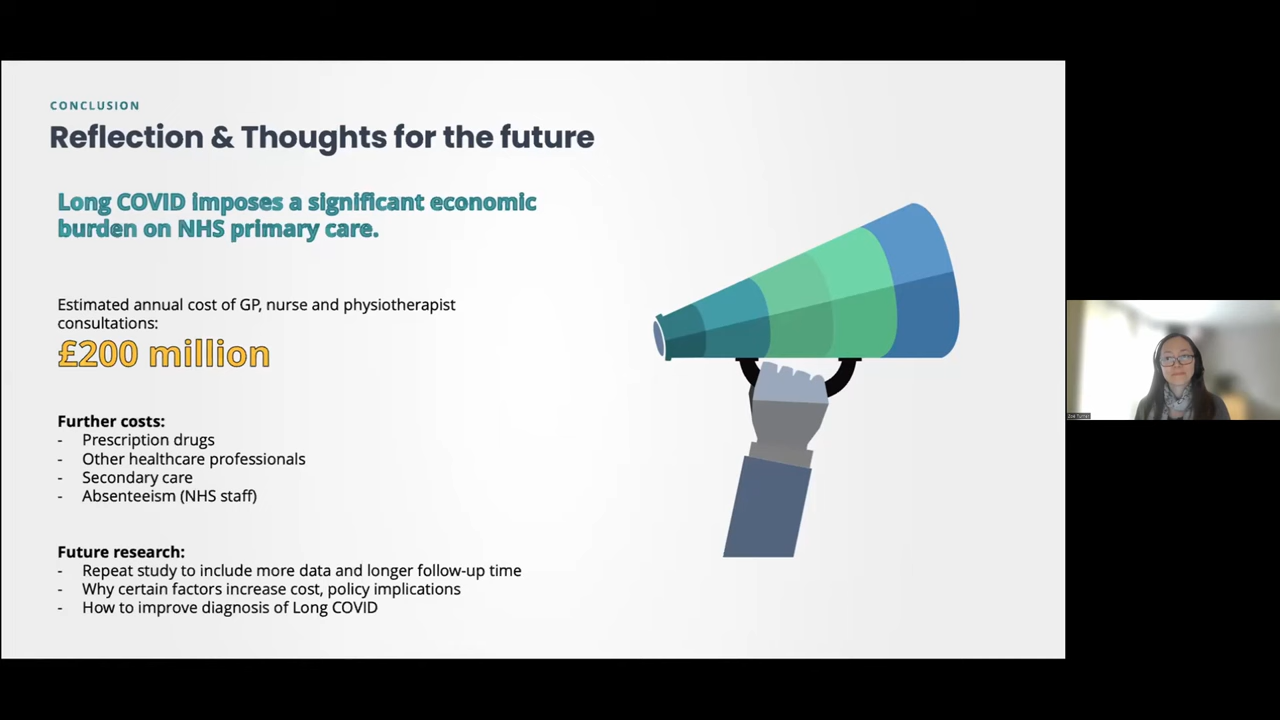 CONCLUSION
Reflection & Thoughts for the future
Long COVID imposes a significant economic
burden on NHS primary care.
Estimated annual cost of GP, nurse and physiotherapist
consultations:
£200 million
Further costs:
- Prescription drugs
- Other healthcare professionals
- Secondary care
- Absenteeism (NHS staff)
Future research:
- Repeat study to include more data and longer follow-up time
- Why certain factors increase cost, policy implications
- How to improve diagnosis of Long COVID